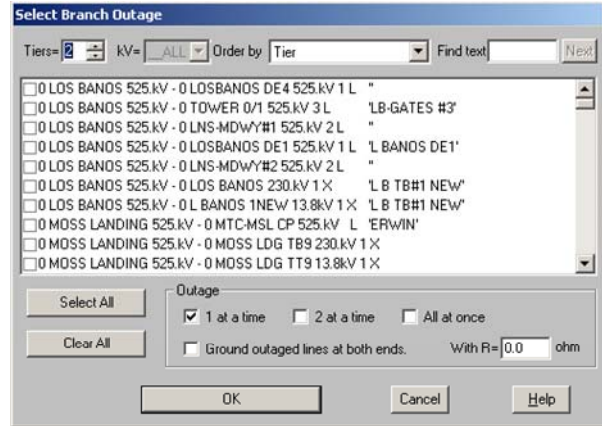 Select Branch Outage
Tiers= 2 kV= __ALL Order by Tier Find text Next
0 LOS BANOS 525.kV - 0 LOSBANOS DE4 525.kV 1 L ''
0 LOS BANOS 525.kV - 0 TOWER 0/1 525.kV 3 L 'LB-GATES #3'
0 LOS BANOS 525.kV - 0 LNS-MDWY#1 525.kV 2 L ''
0 LOS BANOS 525.kV - 0 LOSBANOS DE1 525.kV 1 L 'L BANOS DE1'
0 LOS BANOS 525.kV - 0 LNS-MDWY#2 525.kV 2 L ''
0 LOS BANOS 525.kV - 0 LOS BANOS 230.kV 1 X 'L B TB#1 NEW'
0 LOS BANOS 525.kV - 0 L BANOS 1NEW 13.8kV 1 X 'L B TB#1 NEW'
0 MOSS LANDING 525.kV - 0 MTC-MSL CP 525.kV L 'ERWIN'
0 MOSS LANDING 525.kV - 0 MOSS LDG TB9 230.kV 1 X
0 MOSS LANDING 525.kV - 0 MOSS LDG TT9 13.8kV 1 X
Select All
Clear All
Outage
1 at a time 2 at a time All at once
Ground outaged lines at both ends. With R= 0.0 ohm
OK Cancel Help